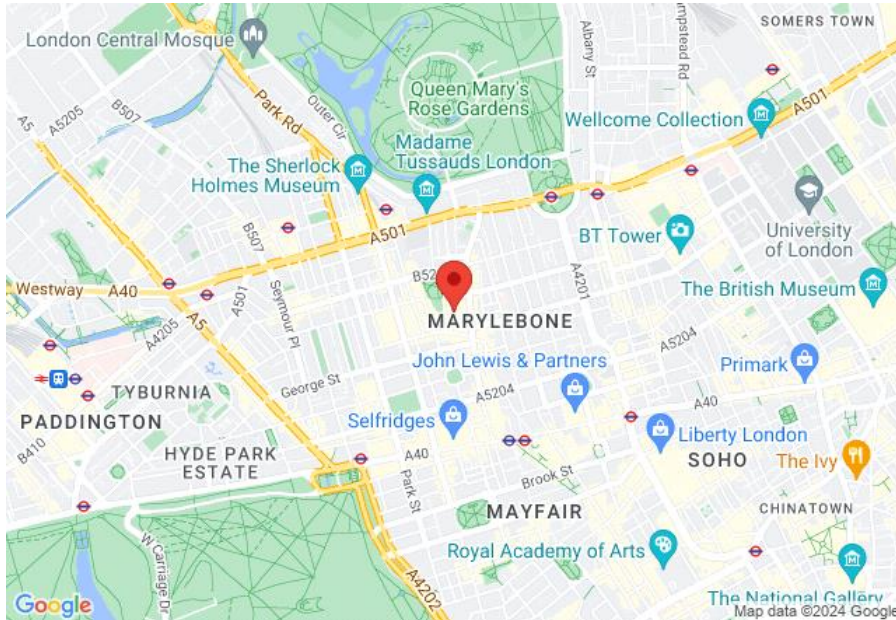 SOMERS TOWN
London Central Mosque
Albany St
mpstead Rd
A5205
B507
A5
Park Rd
Outer Cir
Queen Mary's
Rose Gardens
A501
Wellcome Collection
Madame
Tussauds London
The Sherlock
Holmes Museum
University
of London
B507
A501
BT Tower
Westway
A40
A4205
A501
Seymour Pl
B52
A4201
The British Museum
A5
MARYLEBONE
A5204
John Lewis & Partners
Primark
TYBURNIA
George St
A5204
A40
PADDINGTON
Selfridges
B410
Liberty London
HYDE PARK
ESTATE
A40
SOHO
The Ivy
Park St
Brook St
MAYFAIR
CHINATOWN
W Carriage Dr
Royal Academy of Arts
A4202
The National Gallery
Google
Map data ©2024 Google